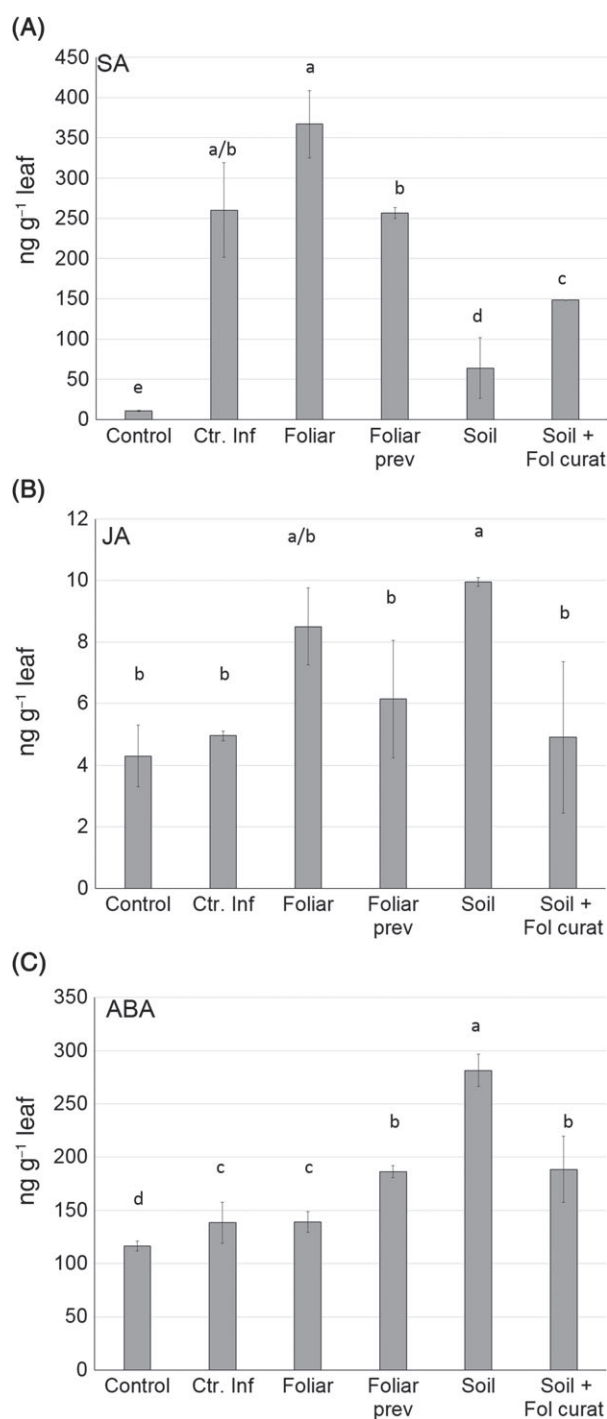 (A)
SA
450
400
350
300
250
200
150
100
50
0
ng g⁻¹ leaf
e
a/b
a
b
d
c
Control Ctr. Inf Foliar Foliar prev Soil Soil + Fol curat
(B)
JA
12
10
8
6
4
2
0
ng g⁻¹ leaf
b
b
a/b
b
a
b
Control Ctr. Inf Foliar Foliar prev Soil Soil + Fol curat
(C)
ABA
350
300
250
200
150
100
50
0
ng g⁻¹ leaf
d
c
c
b
a
b
Control Ctr. Inf Foliar Foliar prev Soil Soil + Fol curat